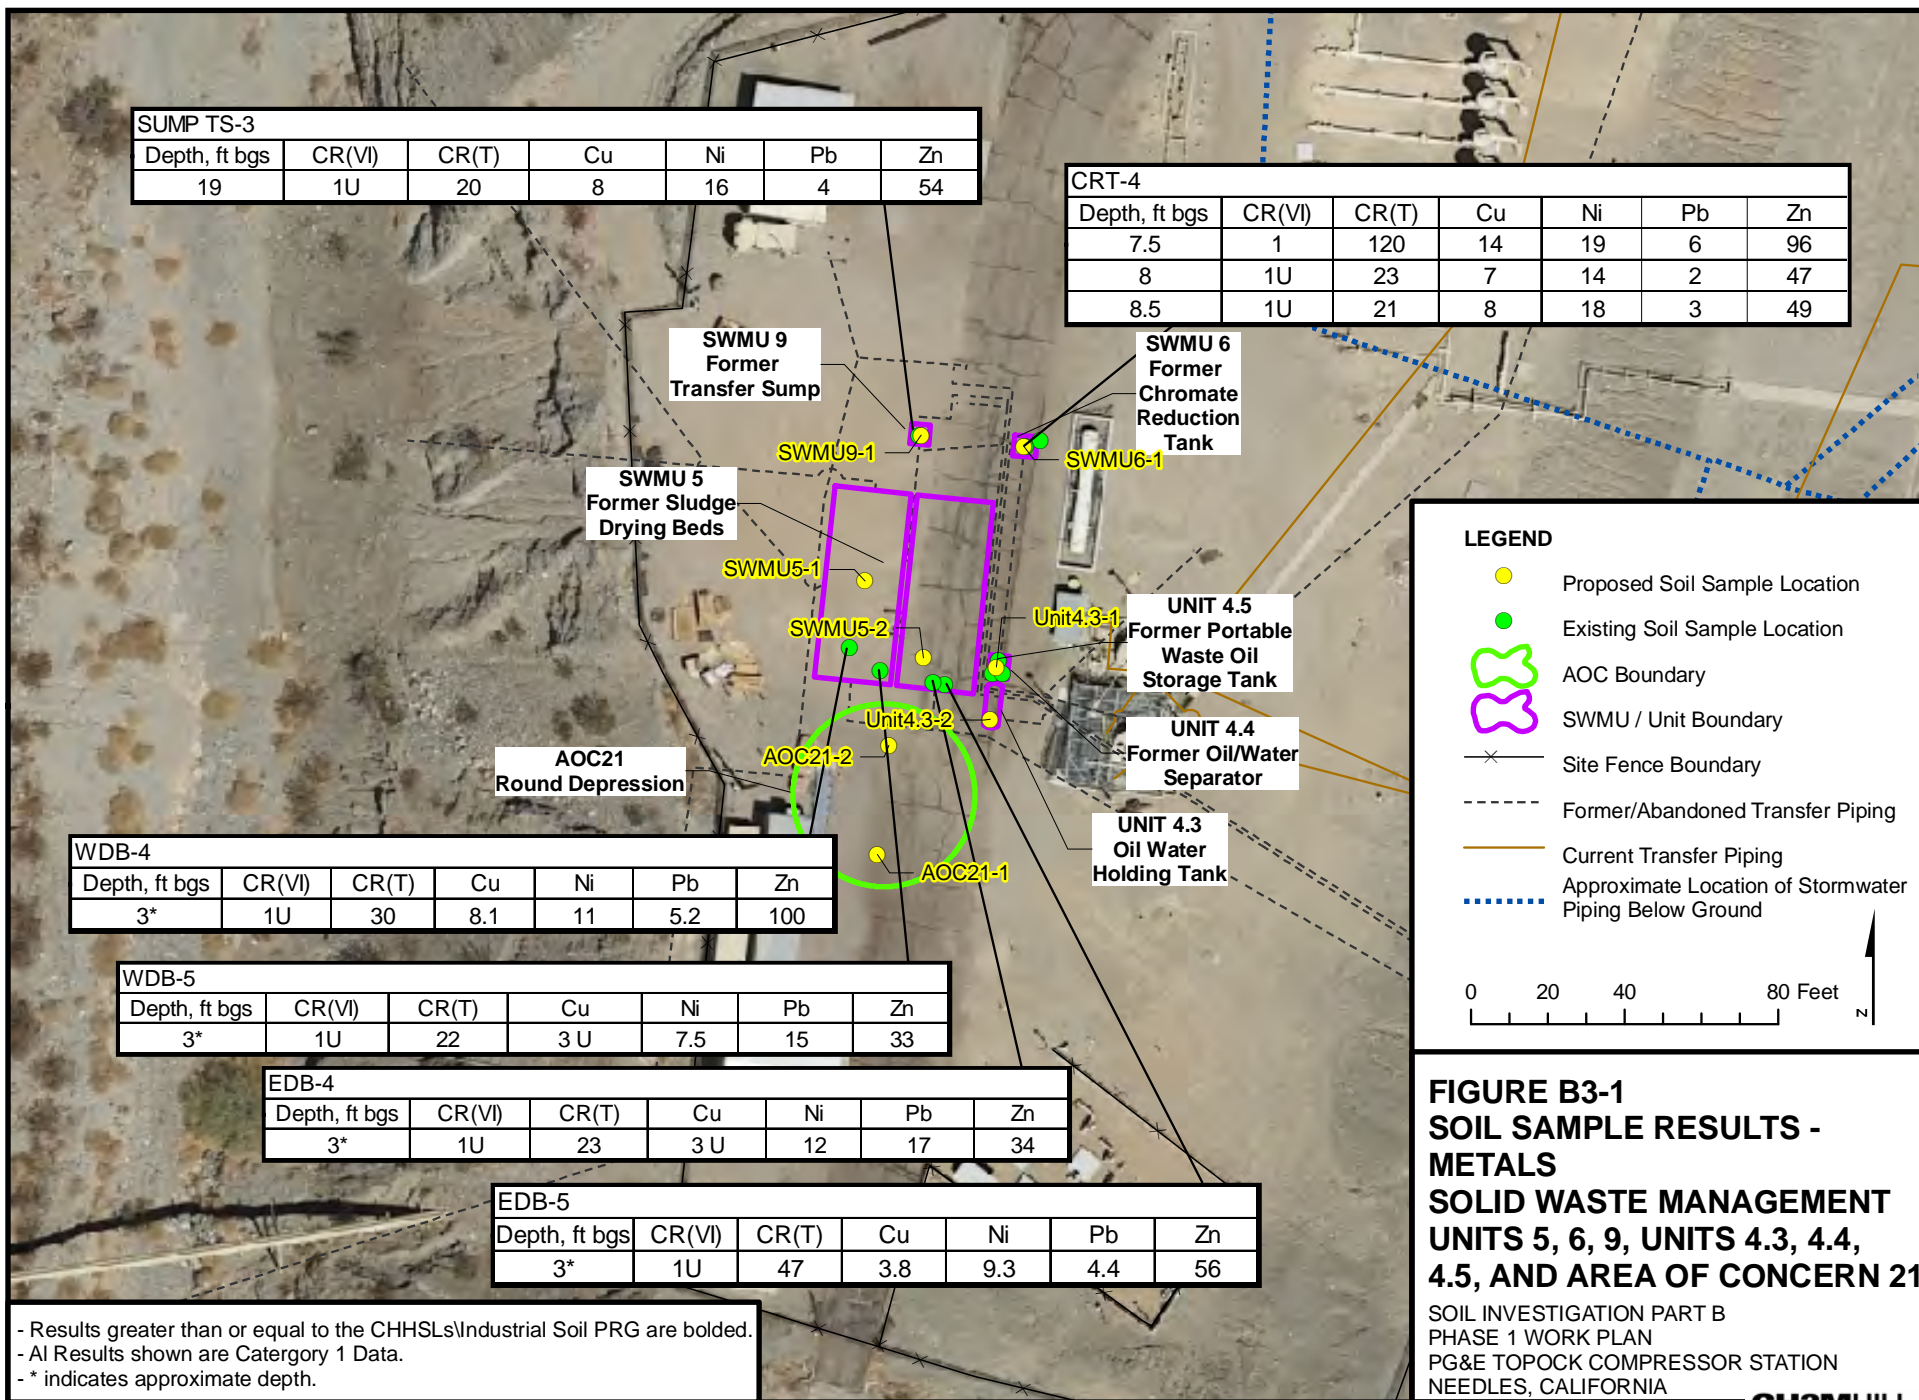 SUMP TS-3
Depth, ft bgs CR(VI) CR(T) Cu Ni Pb Zn
19 1U 20 8 16 4 54
CRT-4
Depth, ft bgs CR(VI) CR(T) Cu Ni Pb Zn
7.5 1 120 14 19 6 96
8 1U 23 7 14 2 47
8.5 1U 21 8 18 3 49
SWMU 9
Former
Transfer Sump
SWMU 6
Former
Chromate
Reduction
Tank
SWMU9-1
SWMU6-1
SWMU 5
Former Sludge
Drying Beds
SWMU5-1
SWMU5-2
Unit4.3-1
UNIT 4.5
Former Portable
Waste Oil
Storage Tank
Unit4.3-2
UNIT 4.4
Former Oil/Water
Separator
AOC21
Round Depression
AOC21-2
UNIT 4.3
Oil Water
Holding Tank
AOC21-1
WDB-4
Depth, ft bgs CR(VI) CR(T) Cu Ni Pb Zn
3* 1U 30 8.1 11 5.2 100
WDB-5
Depth, ft bgs CR(VI) CR(T) Cu Ni Pb Zn
3* 1U 22 3 U 7.5 15 33
EDB-4
Depth, ft bgs CR(VI) CR(T) Cu Ni Pb Zn
3* 1U 23 3 U 12 17 34
EDB-5
Depth, ft bgs CR(VI) CR(T) Cu Ni Pb Zn
3* 1U 47 3.8 9.3 4.4 56
- Results greater than or equal to the CHHSLs\Industrial Soil PRG are bolded.
- Al Results shown are Catergory 1 Data.
- * indicates approximate depth.
LEGEND
Proposed Soil Sample Location
Existing Soil Sample Location
AOC Boundary
SWMU / Unit Boundary
Site Fence Boundary
Former/Abandoned Transfer Piping
Current Transfer Piping
Approximate Location of Stormwater
Piping Below Ground
0 20 40 80 Feet
N
FIGURE B3-1
SOIL SAMPLE RESULTS -
METALS
SOLID WASTE MANAGEMENT
UNITS 5, 6, 9, UNITS 4.3, 4.4,
4.5, AND AREA OF CONCERN 21
SOIL INVESTIGATION PART B
PHASE 1 WORK PLAN
PG&E TOPOCK COMPRESSOR STATION
NEEDLES, CALIFORNIA